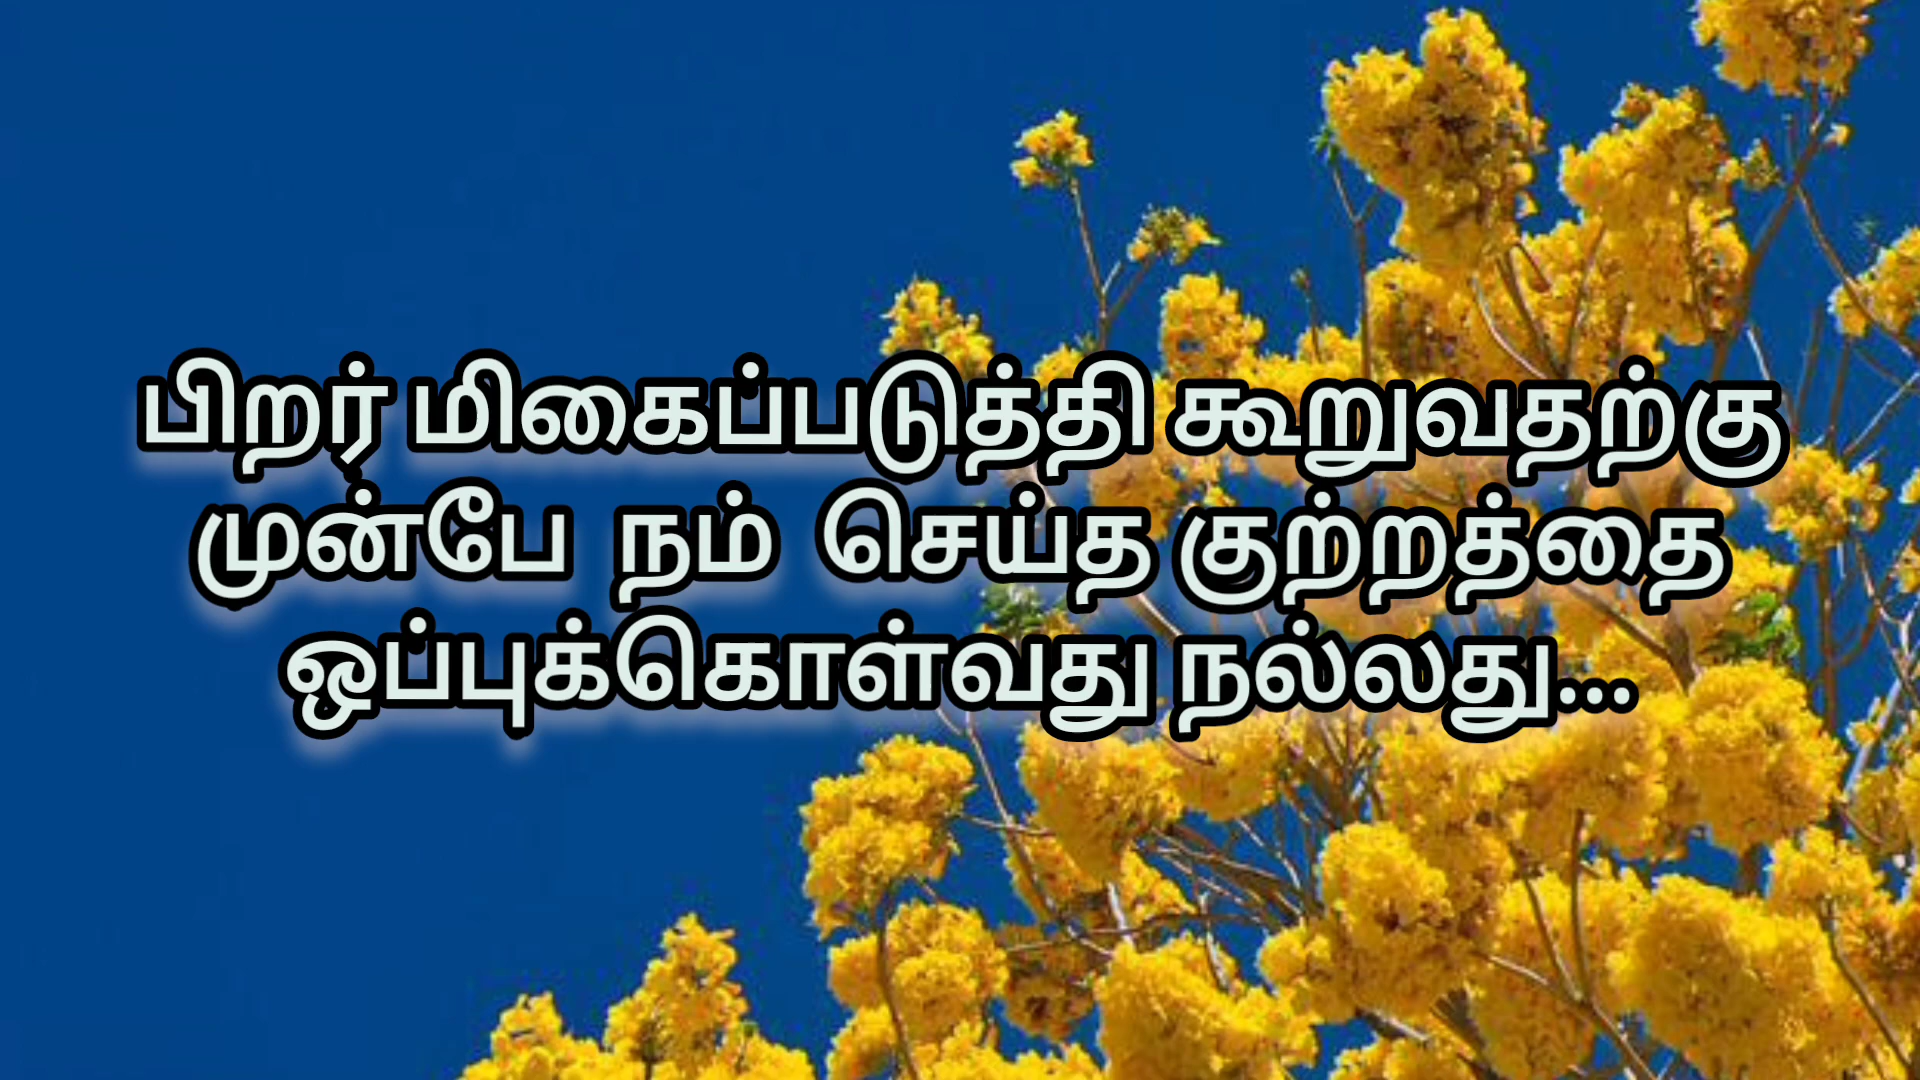 பிறர் மிகைப்படுத்தி கூறுவதற்கு
முன்பே நம் செய்த குற்றத்தை
ஒப்புக்கொள்வது நல்லது...